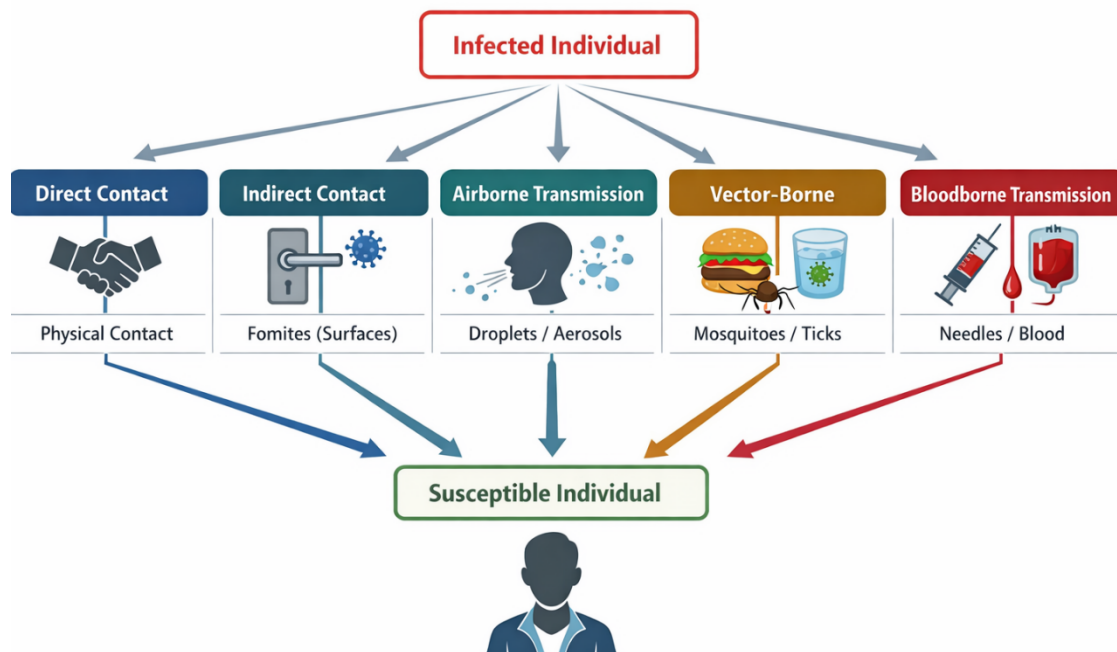 Infected Individual
Direct Contact
Indirect Contact
Airborne Transmission
Vector-Borne
Bloodborne Transmission
Physical Contact
Fomites (Surfaces)
Droplets / Aerosols
Mosquitoes / Ticks
Needles / Blood
Susceptible Individual